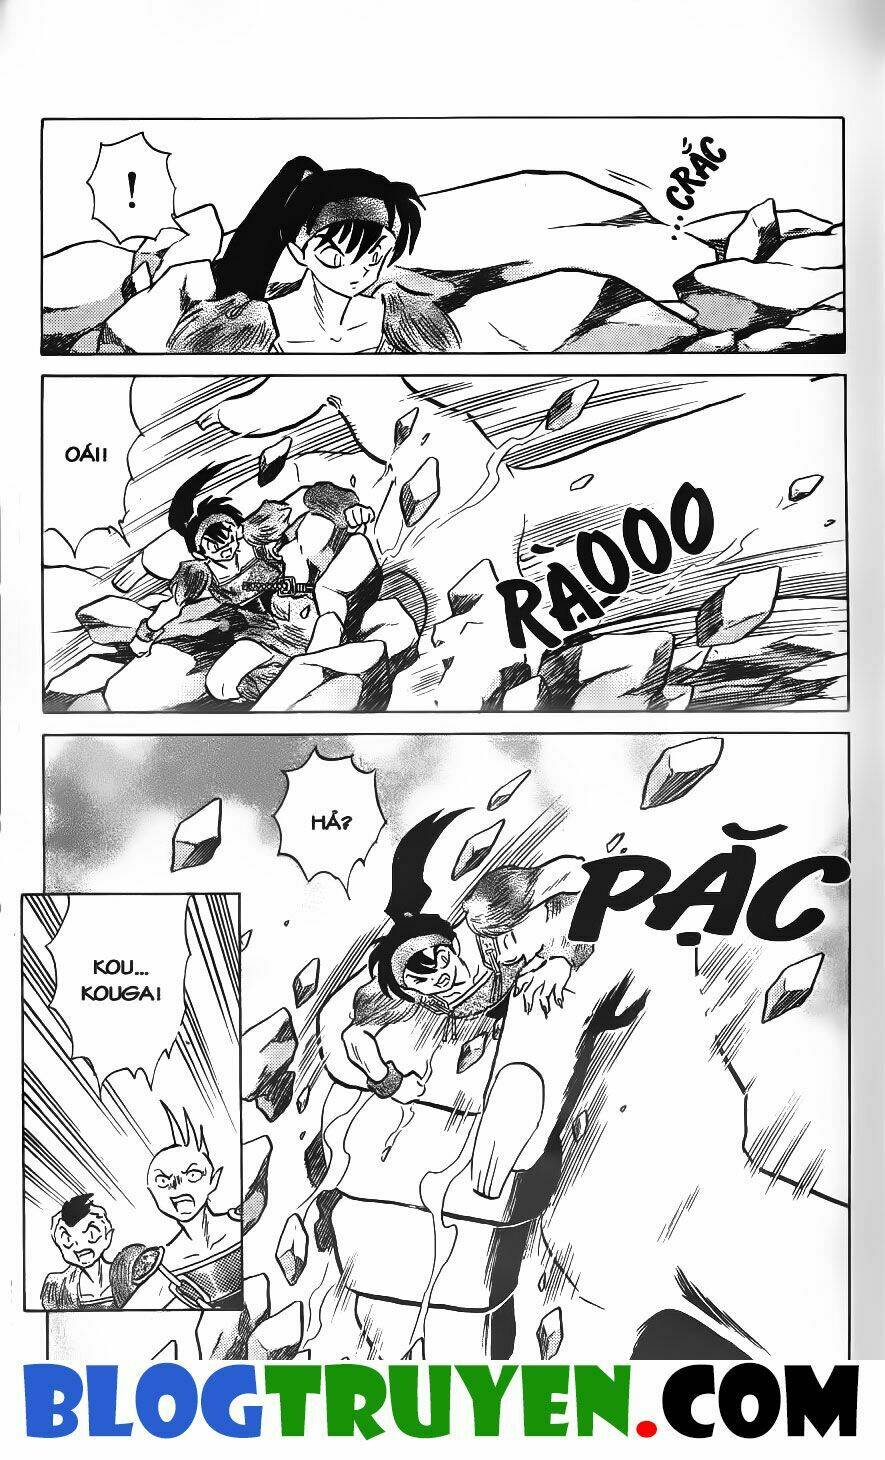 !
...CRẮC
OÁI!
RÀOOO
HẢ?
PẶC
KOU...
KOUGA!
BLOGTRUYEN.COM